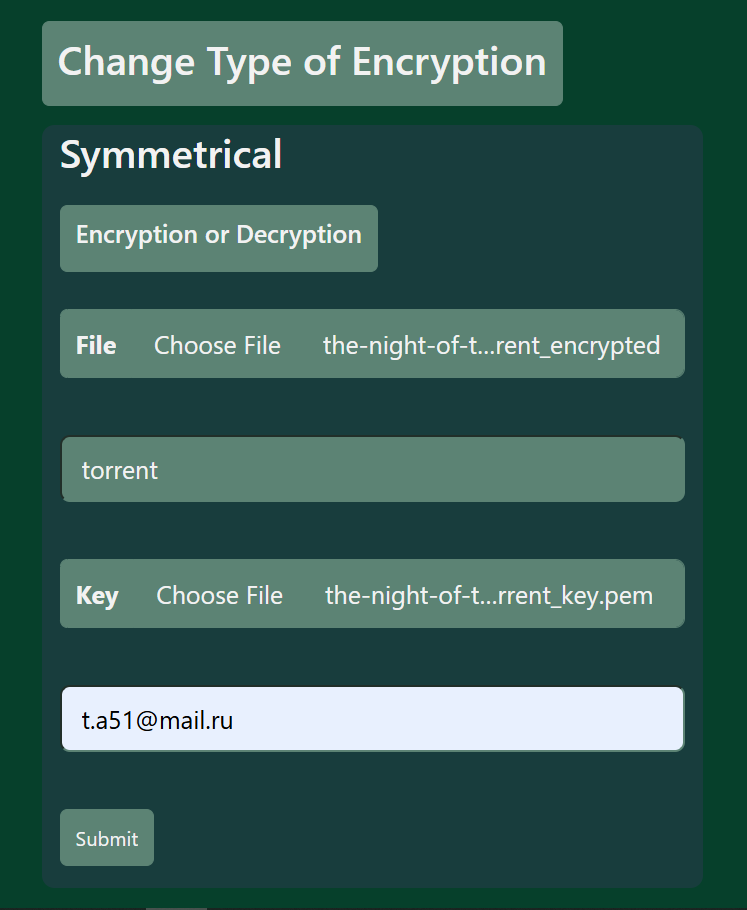 Change Type of Encryption
Symmetrical
Encryption or Decryption
File Choose File the-night-of-t...rent_encrypted
torrent
Key Choose File the-night-of-t...rrent_key.pem
t.a51@mail.ru
Submit